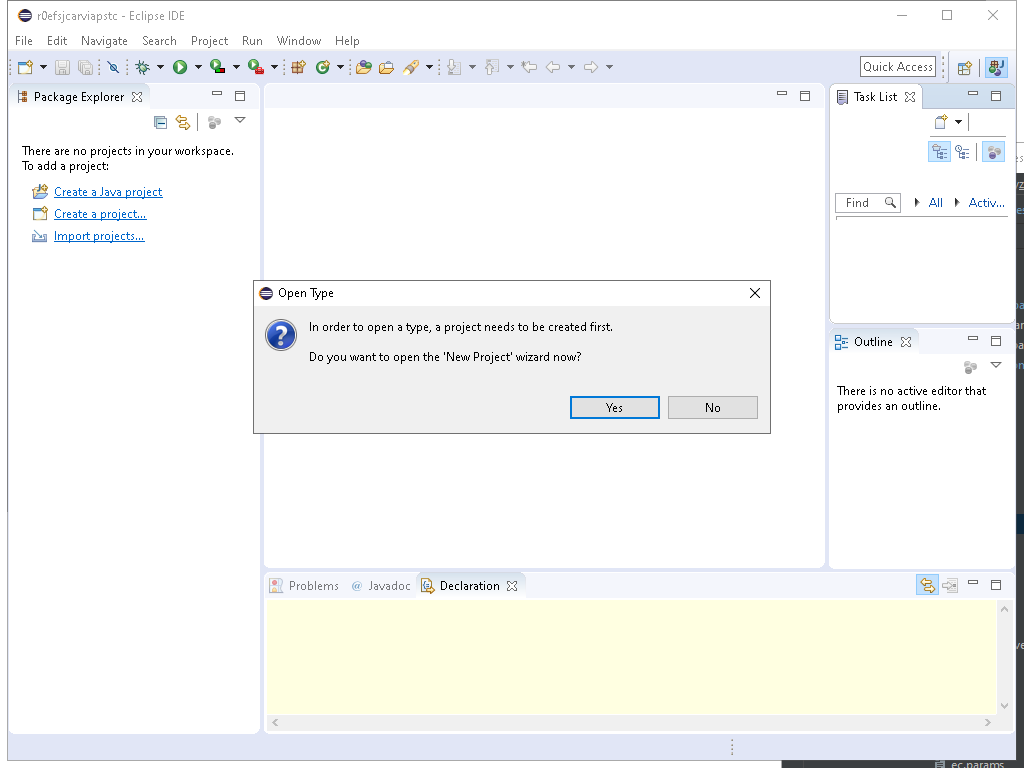 r0efsjcarviapstc - Eclipse IDE
File Edit Navigate Search Project Run Window Help
Quick Access
Package Explorer
There are no projects in your workspace.
To add a project:
Create a Java project
Create a project...
Import projects...
Task List
Find All Activ...
Open Type
In order to open a type, a project needs to be created first.
Do you want to open the 'New Project' wizard now?
Yes No
Outline
There is no active editor that
provides an outline.
Problems @ Javadoc Declaration
ec.params